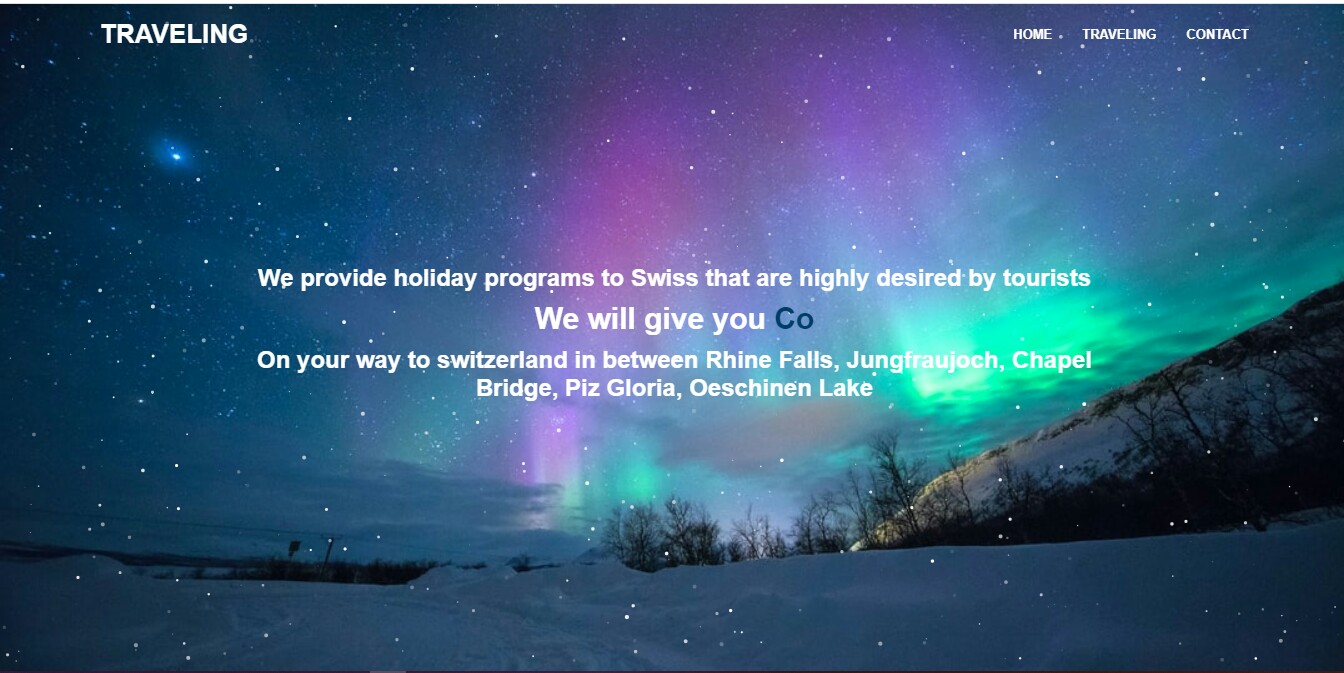 TRAVELING
HOME TRAVELING CONTACT
We provide holiday programs to Swiss that are highly desired by tourists
We will give you Co
On your way to switzerland in between Rhine Falls, Jungfraujoch, Chapel
Bridge, Piz Gloria, Oeschinen Lake